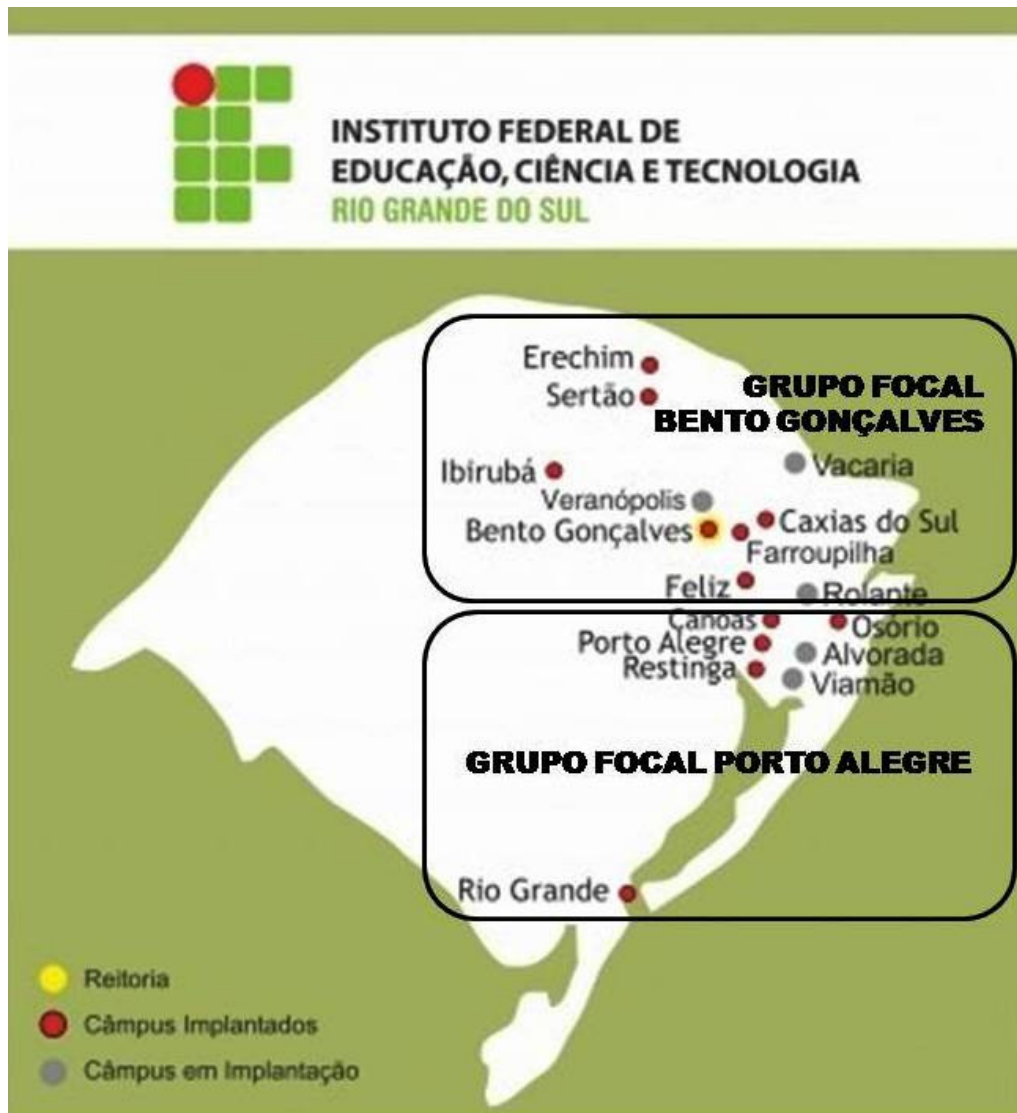 INSTITUTO FEDERAL DE
EDUCAÇÃO, CIÊNCIA E TECNOLOGIA
RIO GRANDE DO SUL
Erechim
Sertão
GRUPO FOCAL
BENTO GONÇALVES
Ibirubá
Vacaria
Veranópolis
Bento Gonçalves
Caxias do Sul
Farroupilha
Feliz
Rolante
Canoas
Osório
Porto Alegre
Alvorada
Restinga
Viamão
GRUPO FOCAL PORTO ALEGRE
Rio Grande
Reitoria
Câmpus Implantados
Câmpus em Implantação